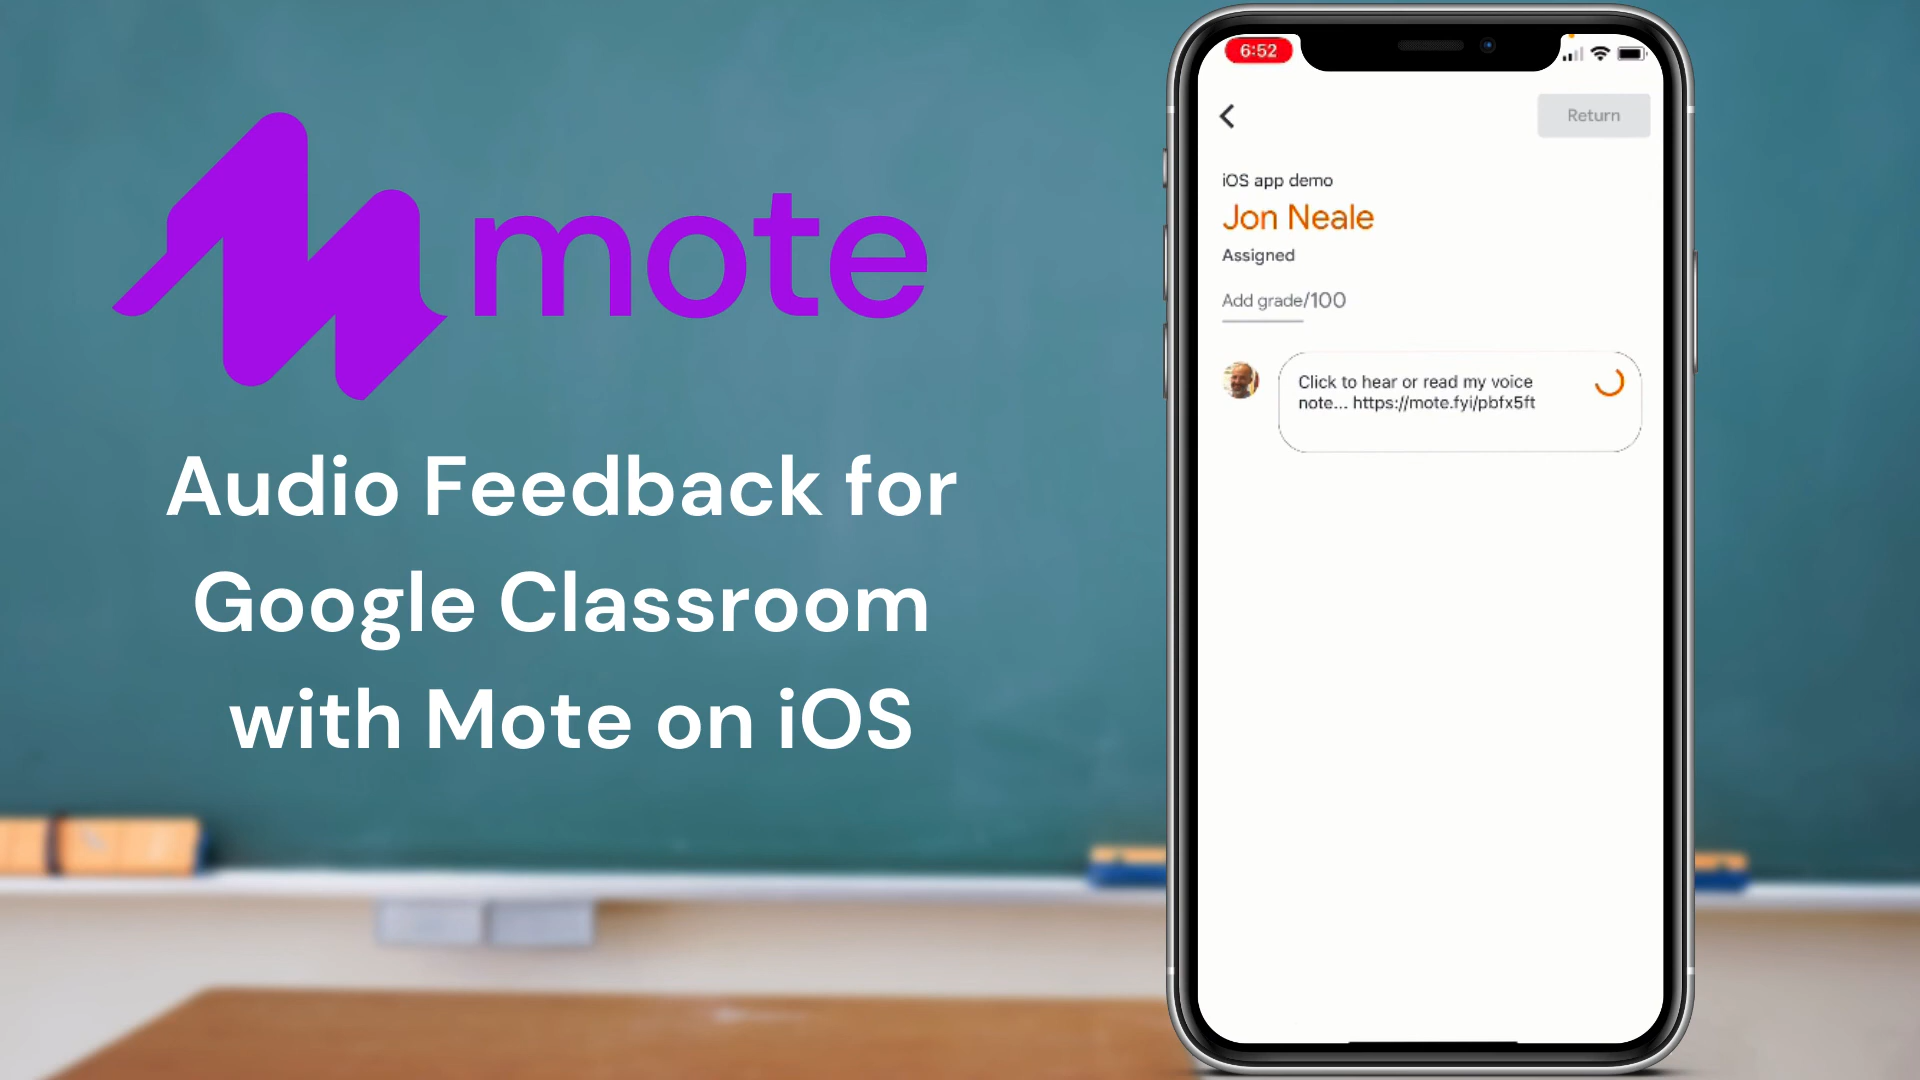 mote
Audio Feedback for
Google Classroom
with Mote on iOS
6:52
Return
iOS app demo
Jon Neale
Assigned
Add grade/100
Click to hear or read my voice
note... https://mote.fyi/pbfx5ft